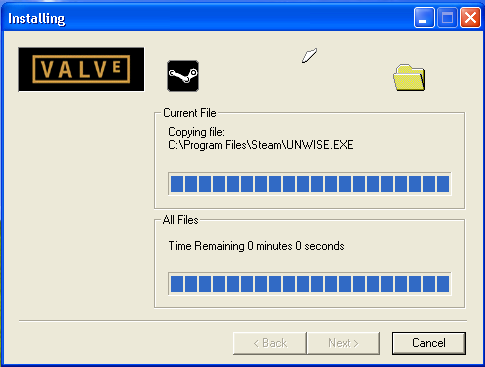 Installing
VALVE
Current File
Copying file:
C:\Program Files\Steam\UNWISE.EXE
All Files
Time Remaining 0 minutes 0 seconds
< Back
Next >
Cancel